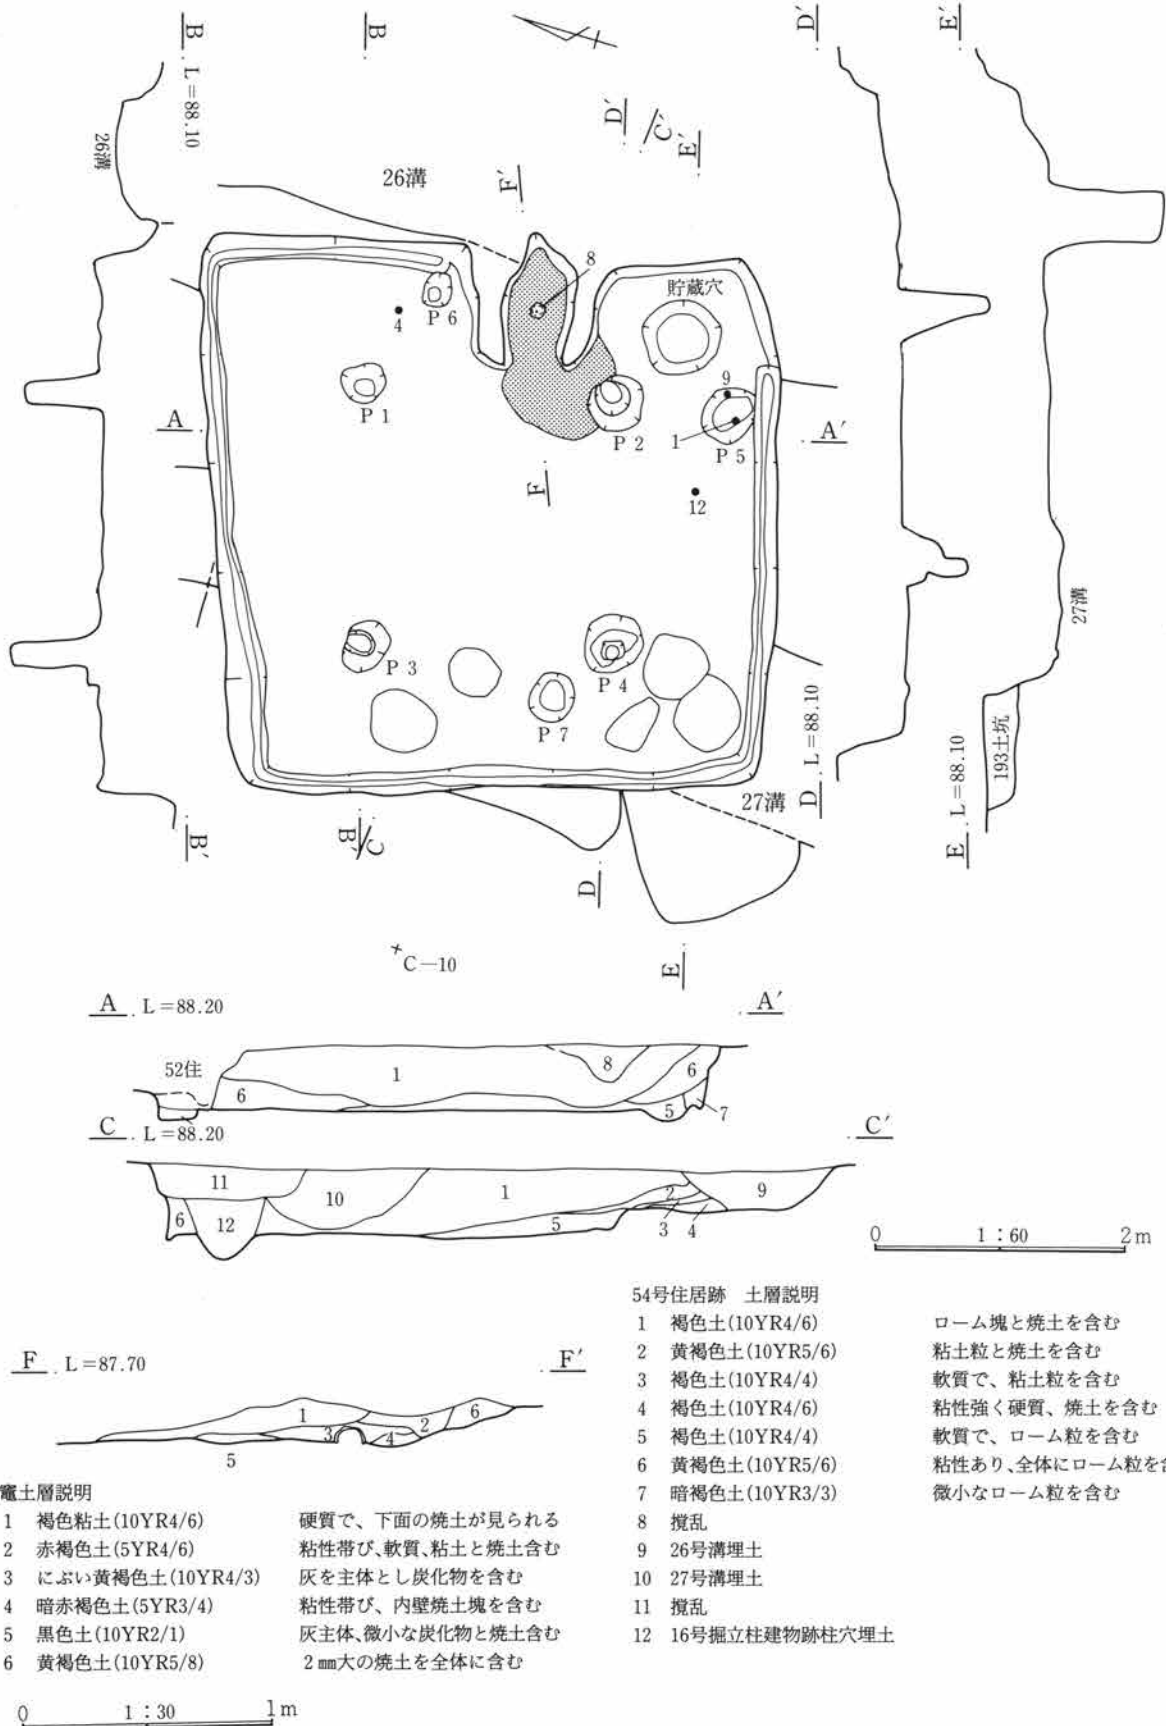 B
L=88.10
26溝
B
D′
C′
E′
D′
E′
26溝
F′
8
貯蔵穴
4
P 6
P 1
9
A
P 2
1
P 5
A′
F
12
27溝
P 3
P 4
P 7
D L=88.10
193土坑
E L=88.10
27溝
B′
B′
C
D
E
C—10
A L=88.20
A′
52住
1
8
6
6
5
7
C L=88.20
C′
11
10
1
2
9
6
12
5
3
4
0
1:60
2m
F L=87.70
F′
1
2
6
3
4
5
54号住居跡 土層説明
1 褐色土(10YR4/6) ローム塊と焼土を含む
2 黄褐色土(10YR5/6) 粘土粒と焼土を含む
3 褐色土(10YR4/4) 軟質で、粘土粒を含む
4 褐色土(10YR4/6) 粘性強く硬質、焼土を含む
5 褐色土(10YR4/4) 軟質で、ローム粒を含む
6 黄褐色土(10YR5/6) 粘性あり、全体にローム粒を
7 暗褐色土(10YR3/3) 微小なローム粒を含む
8 撹乱
9 26号溝埋土
10 27号溝埋土
11 撹乱
12 16号掘立柱建物跡柱穴埋土
竈土層説明
1 褐色粘土(10YR4/6) 硬質で、下面の焼土が見られる
2 赤褐色土(5YR4/6) 粘性帯び、軟質、粘土と焼土含む
3 にぶい黄褐色土(10YR4/3) 灰を主体とし炭化物を含む
4 暗赤褐色土(5YR3/4) 粘性帯び、内壁焼土塊を含む
5 黒色土(10YR2/1) 灰主体、微小な炭化物と焼土含む
6 黄褐色土(10YR5/8) 2㎜大の焼土を全体に含む
0
1:30
1m